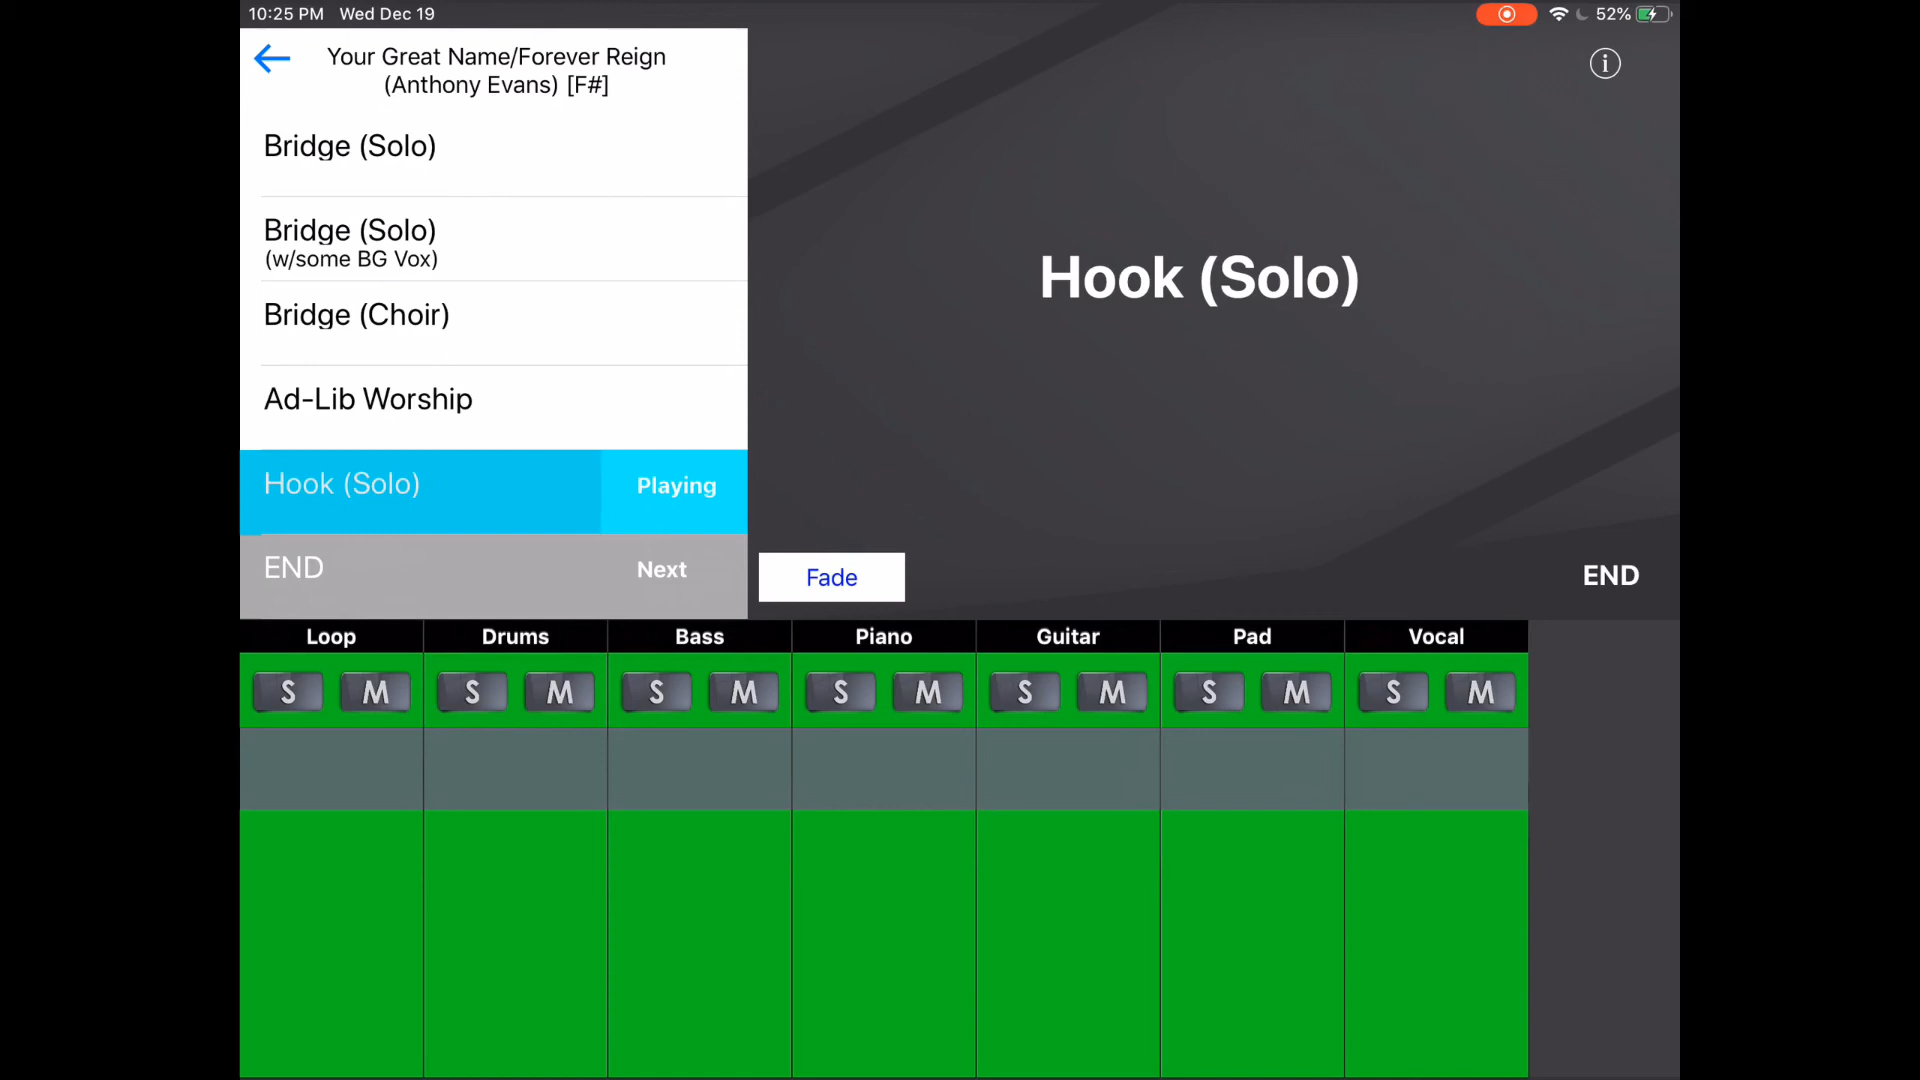 10:25 PM Wed Dec 19
52%
Your Great Name/Forever Reign
(Anthony Evans) [F#]
Bridge (Solo)
Bridge (Solo)
(w/some BG Vox)
Bridge (Choir)
Ad-Lib Worship
Hook (Solo) Playing
END Next
Hook (Solo)
Fade
END
Loop Drums Bass Piano Guitar Pad Vocal
S M S M S M S M S M S M S M